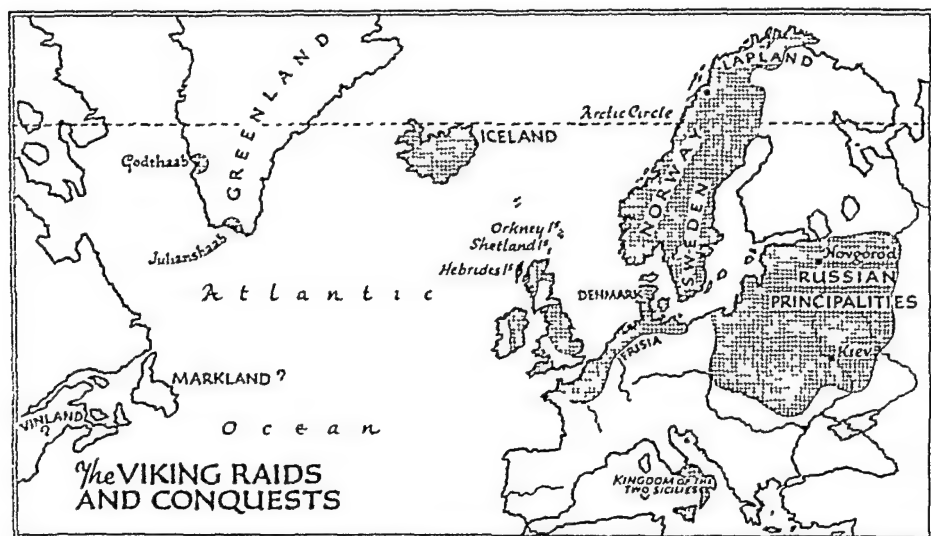 LAPLAND
GREENLAND
Arctic Circle
ICELAND
Godthaab
NORWAY
SWEDEN
Orkney Is.
Shetland Is.
Hebrides Is.
Julianshaab
Novgorod
RUSSIAN
PRINCIPALITIES
Atlantic
DENMARK
FRISIA
Kiev
MARKLAND ?
VINLAND
?
Ocean
The VIKING RAIDS
AND CONQUESTS
KINGDOM OF THE
TWO SICILIES